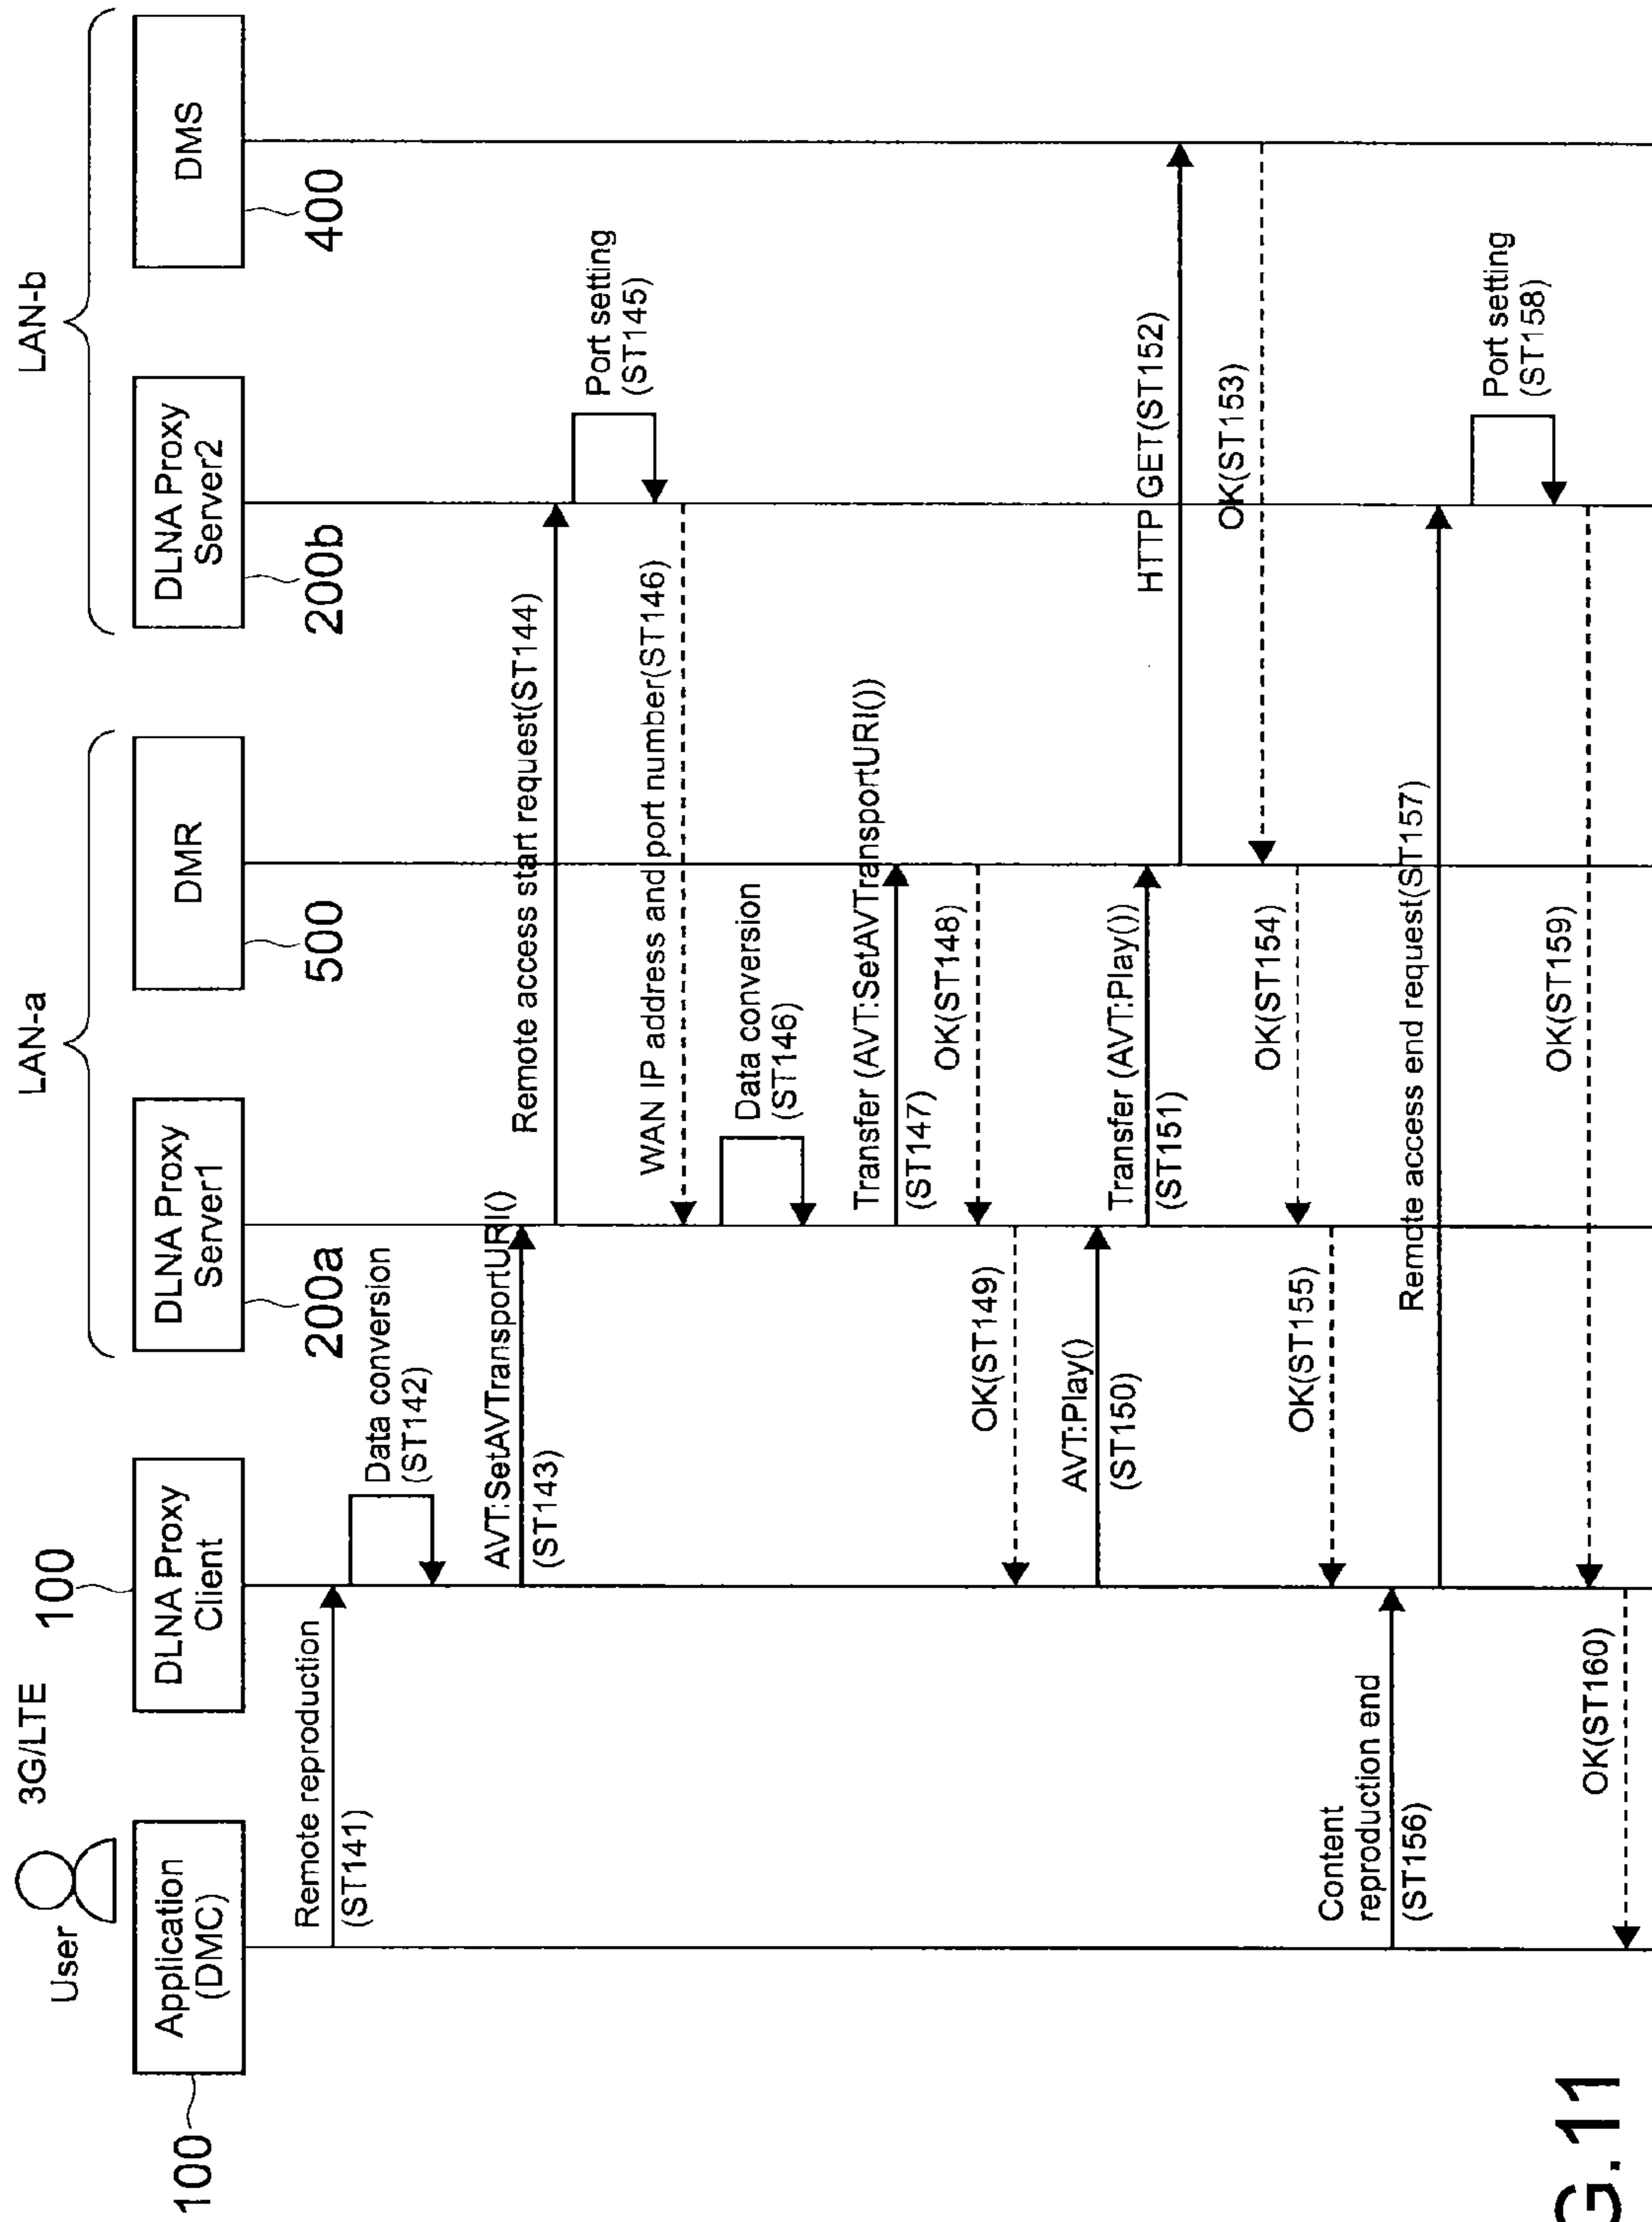 3G/LTE
LAN-a
LAN-b
User
100
100
Application
(DMC)
DLNA Proxy
Client
DLNA Proxy
Server1
DMR
DLNA Proxy
Server2
DMS
200a
500
200b
400
Remote reproduction
(ST141)
Data conversion
(ST142)
AVT:SetAVTransportURI()
(ST143)
Remote access start request(ST144)
Port setting
(ST145)
WAN IP address and port number(ST146)
Data conversion
(ST146)
Transfer (AVT:SetAVTransportURI())
(ST147)
OK(ST148)
OK(ST149)
AVT:Play()
(ST150)
Transfer (AVT:Play())
(ST151)
HTTP GET(ST152)
OK(ST153)
OK(ST154)
OK(ST155)
Content
reproduction end
(ST156)
Remote access end request(ST157)
Port setting
(ST158)
OK(ST159)
OK(ST160)
G.11